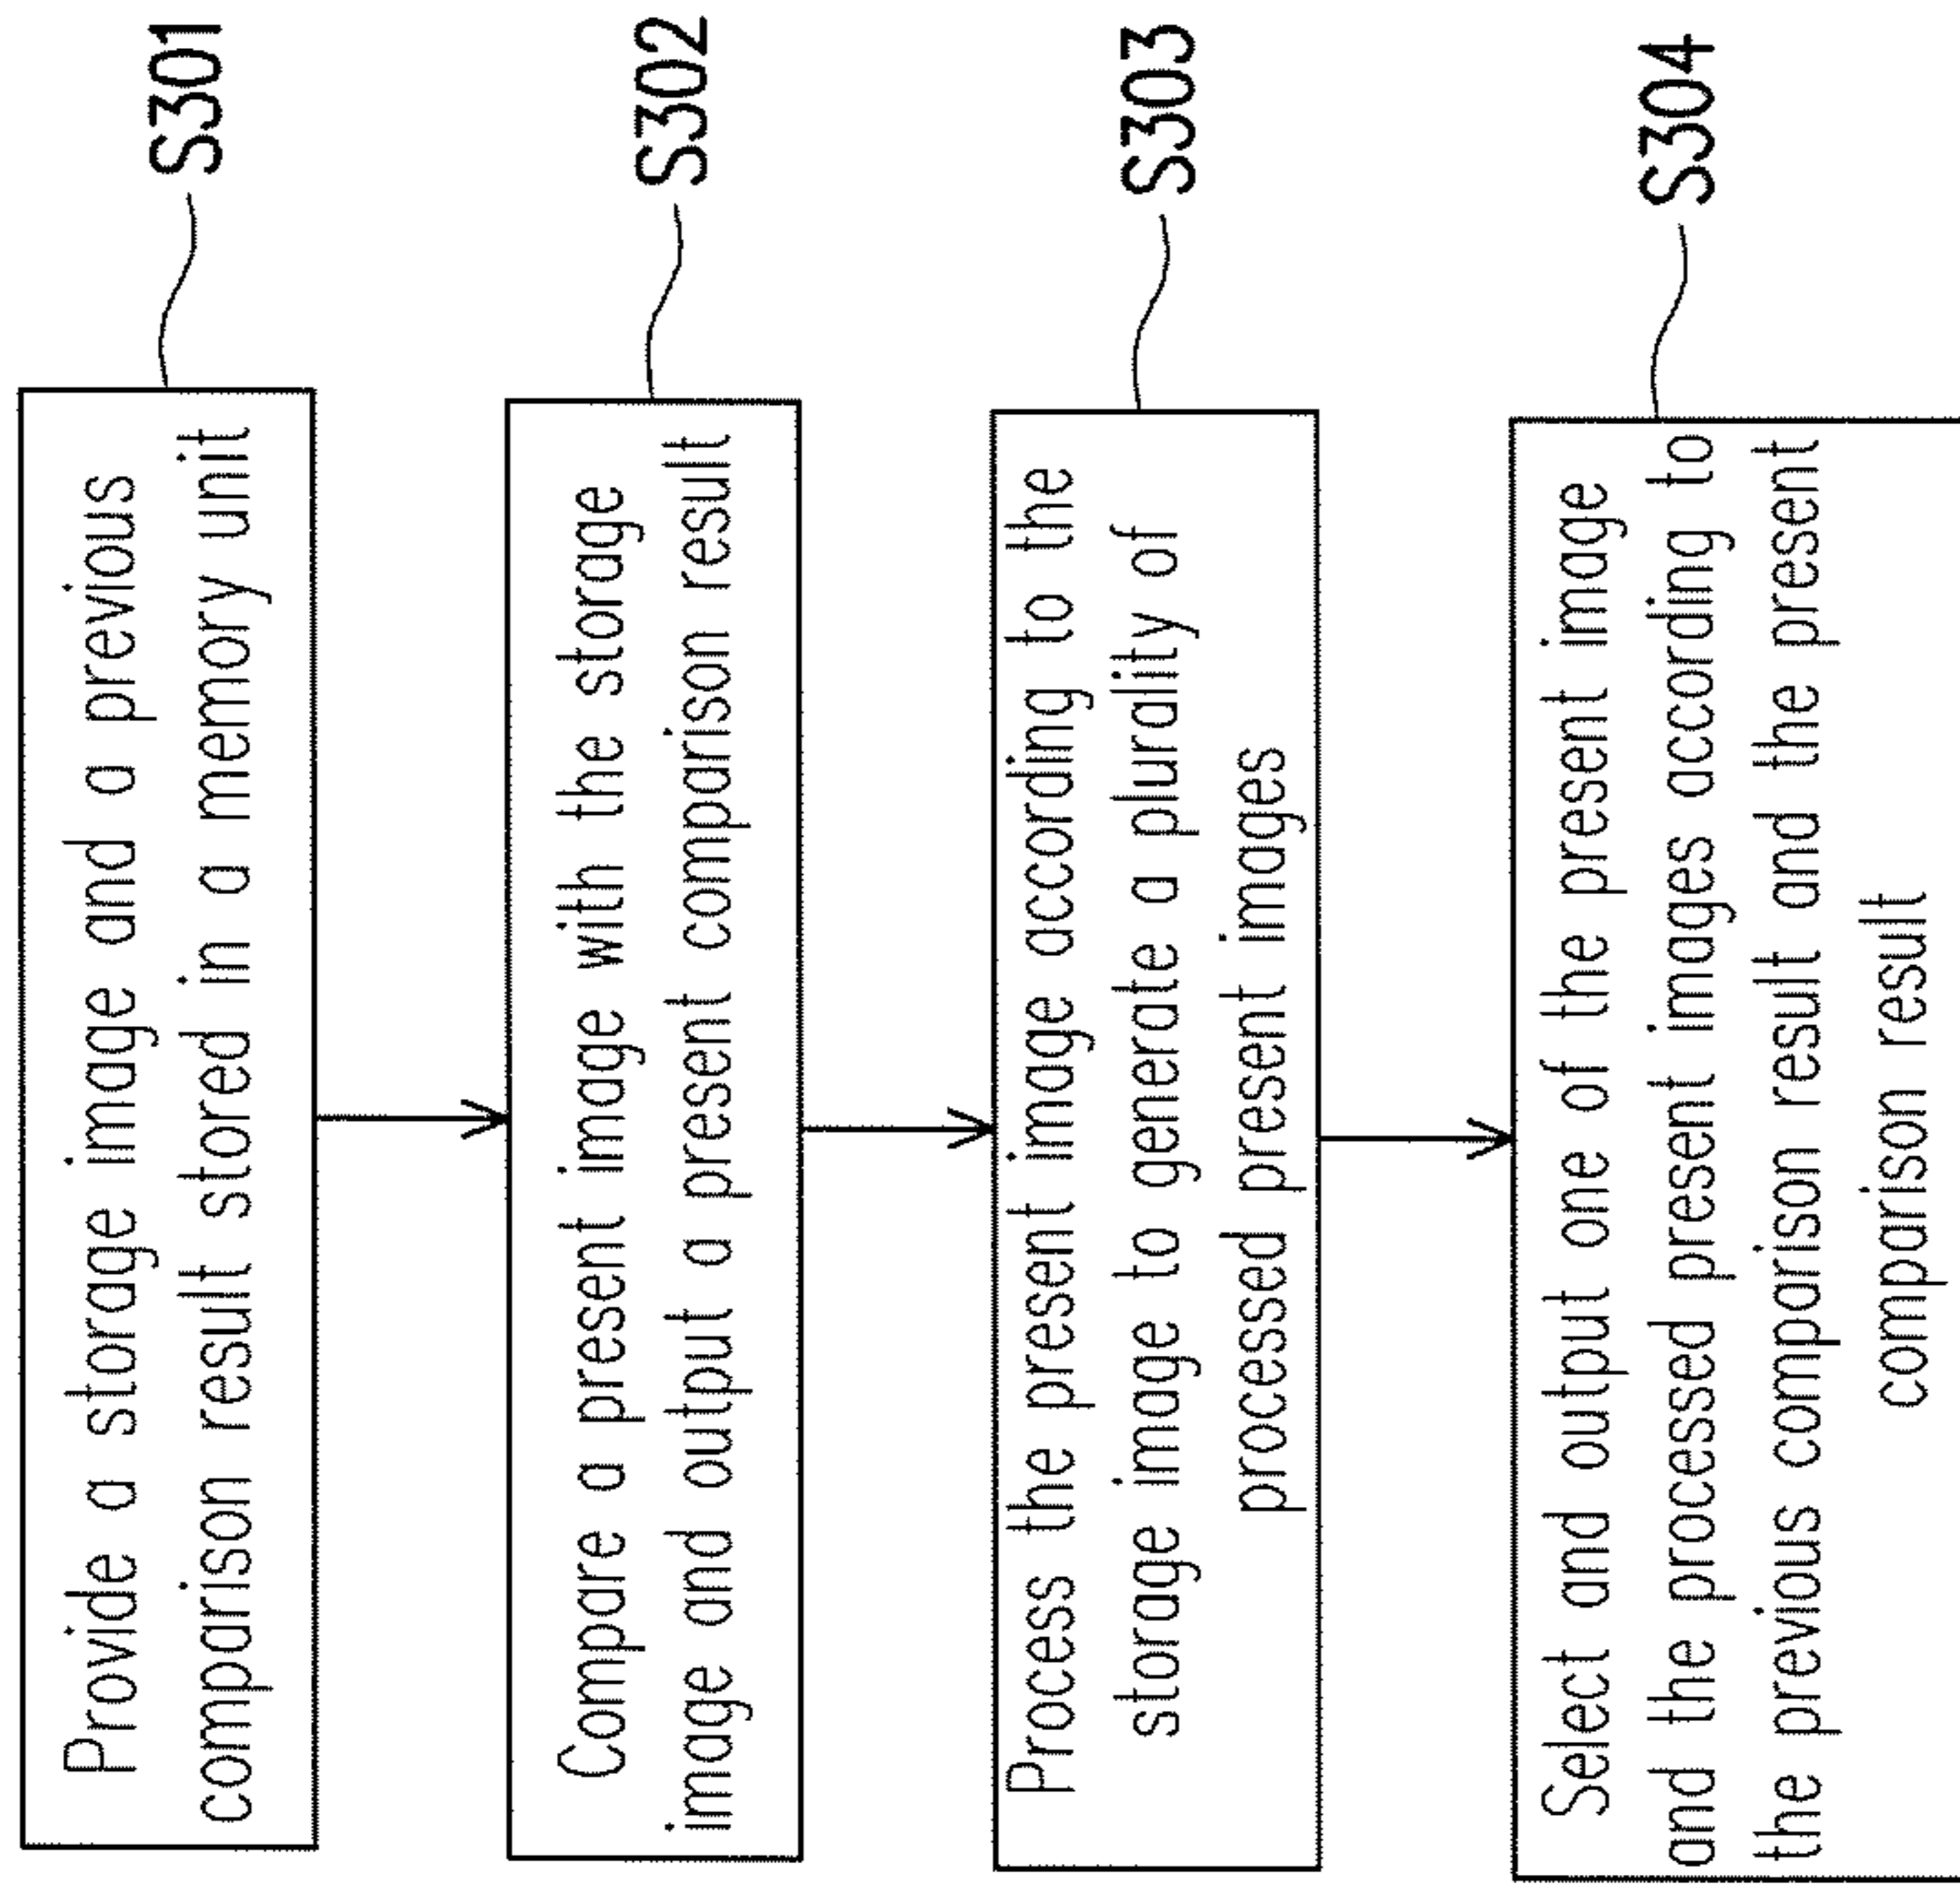 Provide a storage image and a previous
comparison result stored in a memory unit
S301
Compare a present image with the storage
image and output a present comparison result
S302
Process the present image according to the
storage image to generate a plurality of
processed present images
S303
Select and output one of the present image
and the processed present images according to
the previous comparison result and the present
comparison result
S304